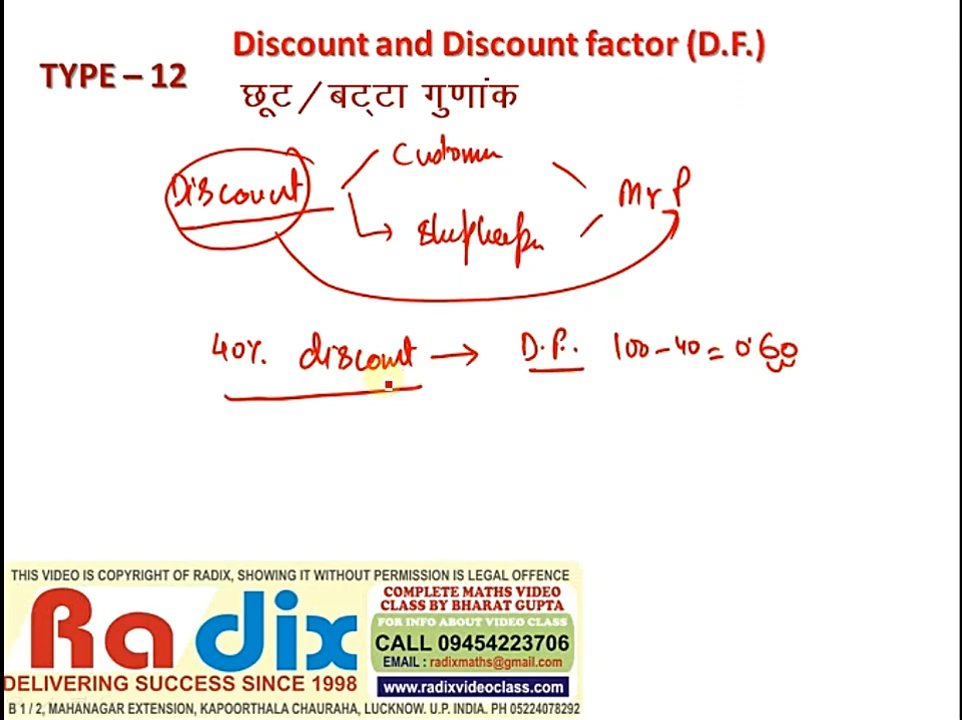 Discount and Discount factor (D.F.)
TYPE – 12
छूट / बट्टा गुणांक
Customer
Discount
MrP
Shopkeeper
40% discount → D.F. 100 - 40 = 0.60
THIS VIDEO IS COPYRIGHT OF RADIX, SHOWING IT WITHOUT PERMISSION IS LEGAL OFFENCE
Radix
COMPLETE MATHS VIDEO
CLASS BY BHARAT GUPTA
FOR INFO ABOUT VIDEO CLASS
CALL 09454223706
EMAIL : radixmaths@gmail.com
DELIVERING SUCCESS SINCE 1998
www.radixvideoclass.com
B 1 / 2, MAHANAGAR EXTENSION, KAPOORTHALA CHAURAHA, LUCKNOW. U.P. INDIA. PH 05224078292